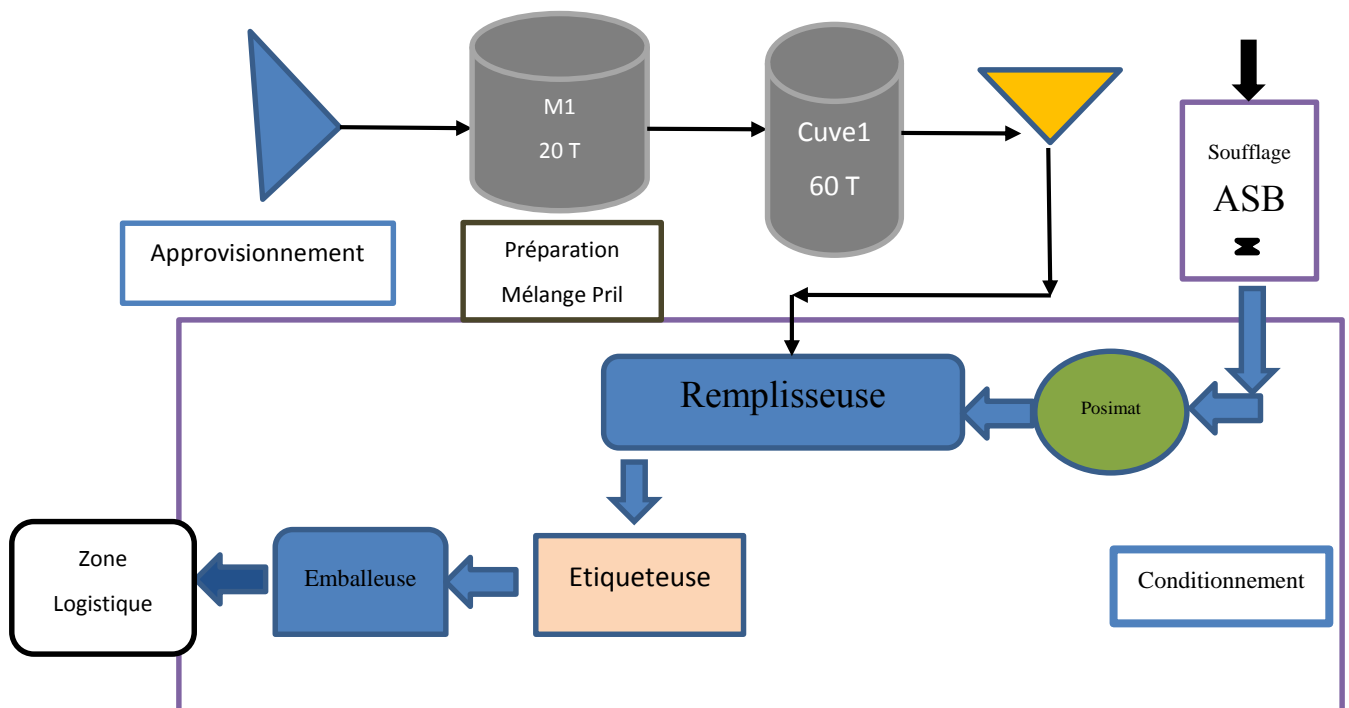 M1
20 T
Cuve1
60 T
Soufflage
ASB
Approvisionnement
Préparation
Mélange Pril
Remplisseuse
Posimat
Zone
Logistique
Emballeuse
Etiqueteuse
Conditionnement